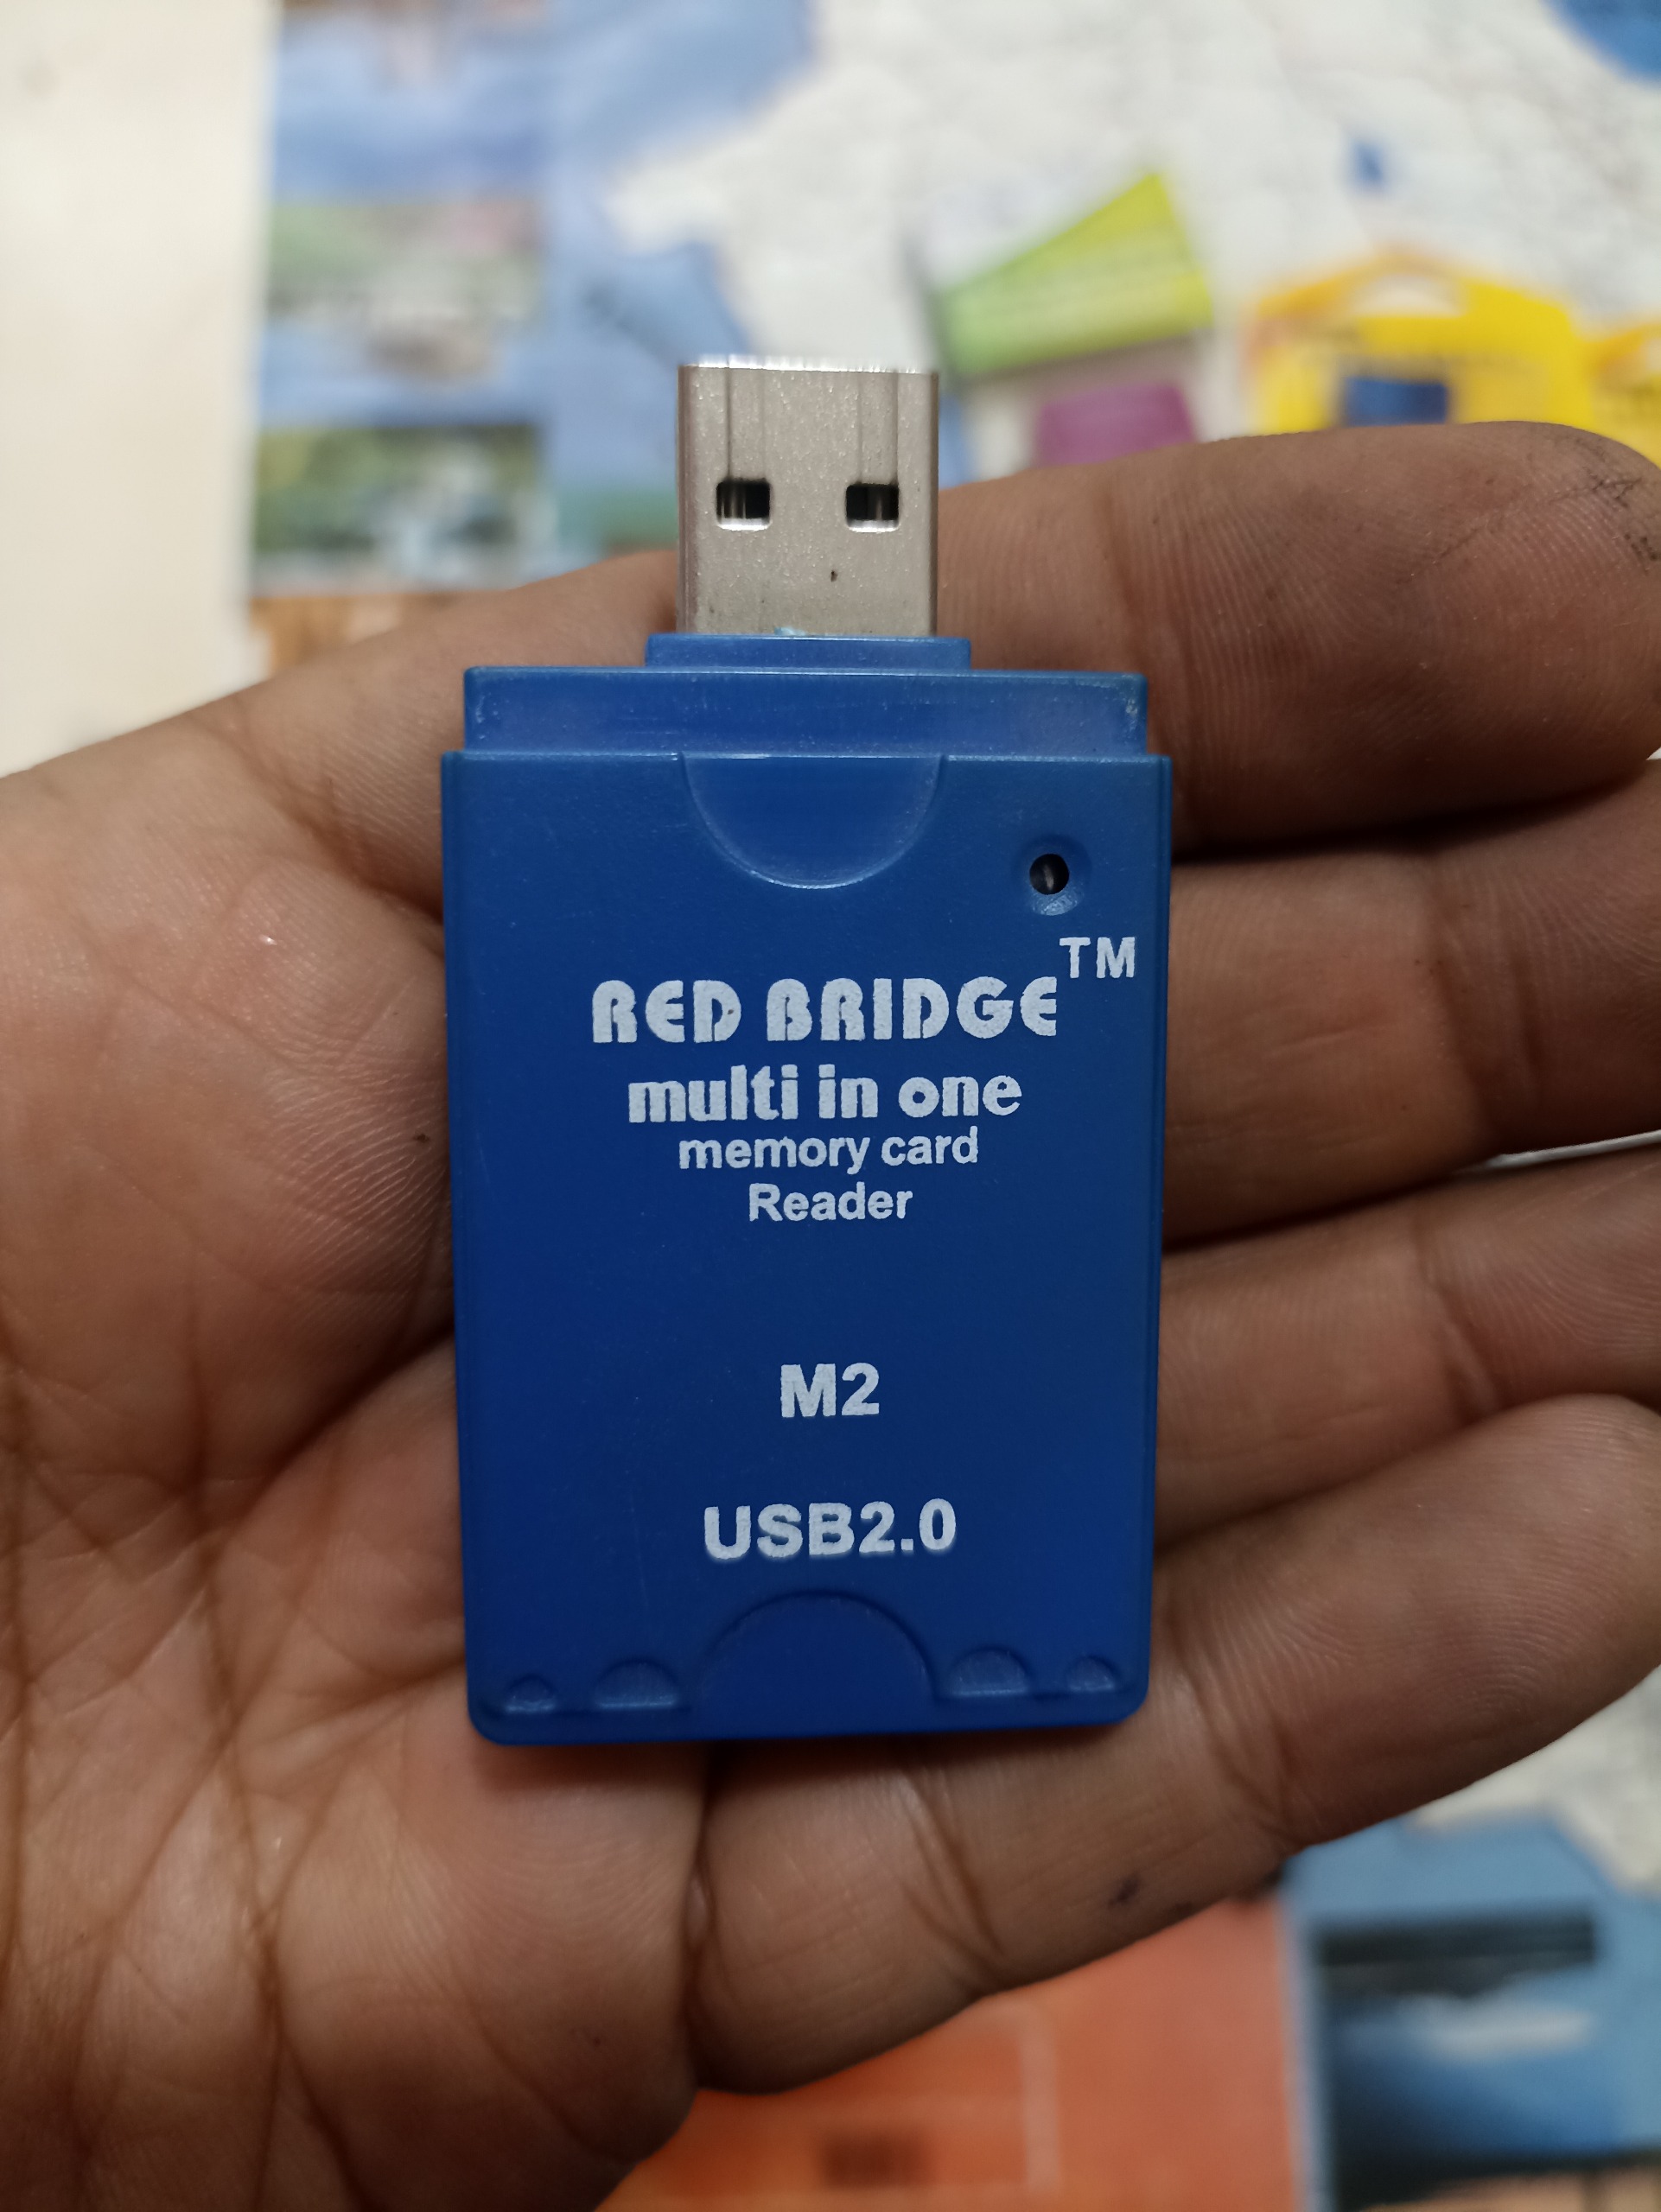 RED BRIDGE™
multi in one
memory card
Reader
M2
USB2.0